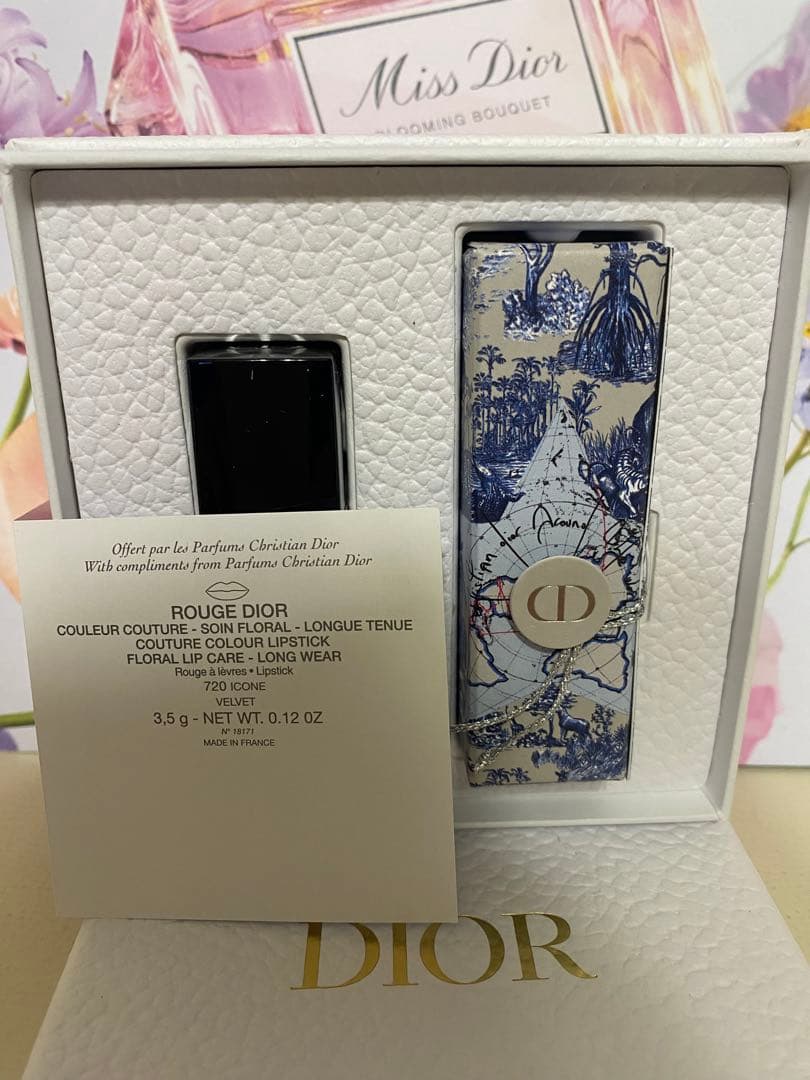 Miss Dior
BLOOMING BOUQUET
Around
CD
Offert par les Parfums Christian Dior
With compliments from Parfums Christian Dior
ROUGE DIOR
COULEUR COUTURE - SOIN FLORAL - LONGUE TENUE
COUTURE COLOUR LIPSTICK
FLORAL LIP CARE - LONG WEAR
Rouge à lèvres • Lipstick
720 ICONE
VELVET
3,5 g - NET WT. 0.12 OZ
N° 18171
MADE IN FRANCE
DIOR